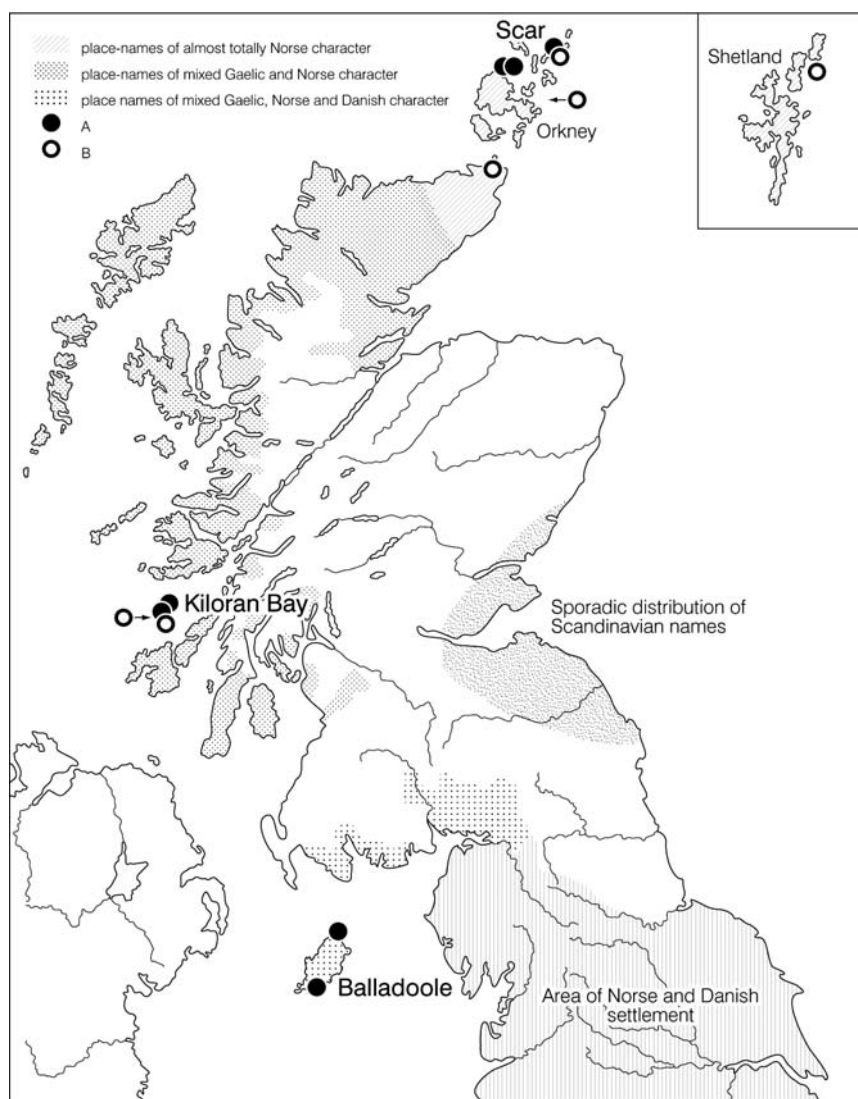 Scar
Shetland
place-names of almost totally Norse character
place-names of mixed Gaelic and Norse character
place names of mixed Gaelic, Norse and Danish character
A
B
Orkney
Kiloran Bay
Sporadic distribution of
Scandinavian names
Balladoole
Area of Norse and Danish
settlement